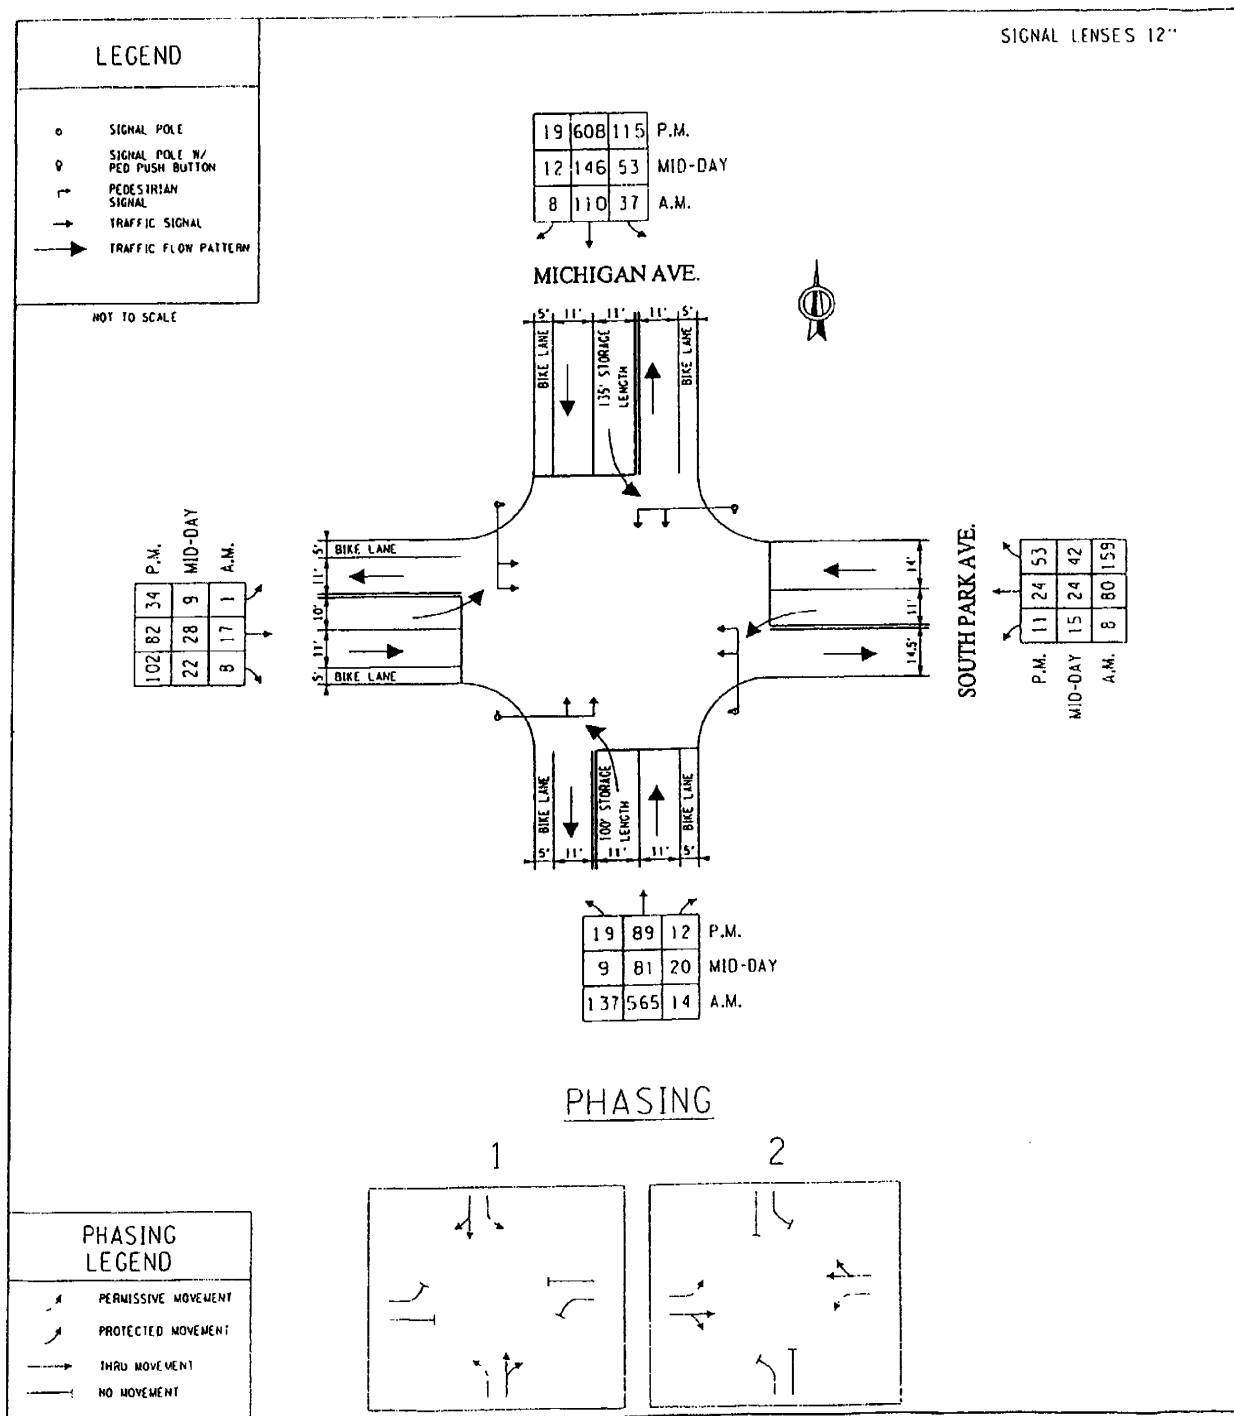 SIGNAL LENSES 12"
LEGEND
SIGNAL POLE
SIGNAL POLE W/
PED PUSH BUTTON
PEDESTRIAN
SIGNAL
TRAFFIC SIGNAL
TRAFFIC FLOW PATTERN
NOT TO SCALE
19 608 115 P.M.
12 146 53 MID-DAY
8 110 37 A.M.
MICHIGAN AVE.
5' 11' 11' 11' 5'
BIKE LANE
135' STORAGE
LENGTH
BIKE LANE
P.M. MID-DAY A.M.
34 9 1
82 28 17
102 22 8
5' BIKE LANE
11'
10'
11'
5' BIKE LANE
14'
11'
14.5'
SOUTH PARK AVE.
53 42 159
24 24 80
11 15 8
P.M. MID-DAY A.M.
BIKE LANE
100' STORAGE
LENGTH
BIKE LANE
5' 11' 11' 11' 5'
19 89 12 P.M.
9 81 20 MID-DAY
137 565 14 A.M.
PHASING
1 2
PHASING
LEGEND
PERMISSIVE MOVEMENT
PROTECTED MOVEMENT
THRU MOVEMENT
NO MOVEMENT